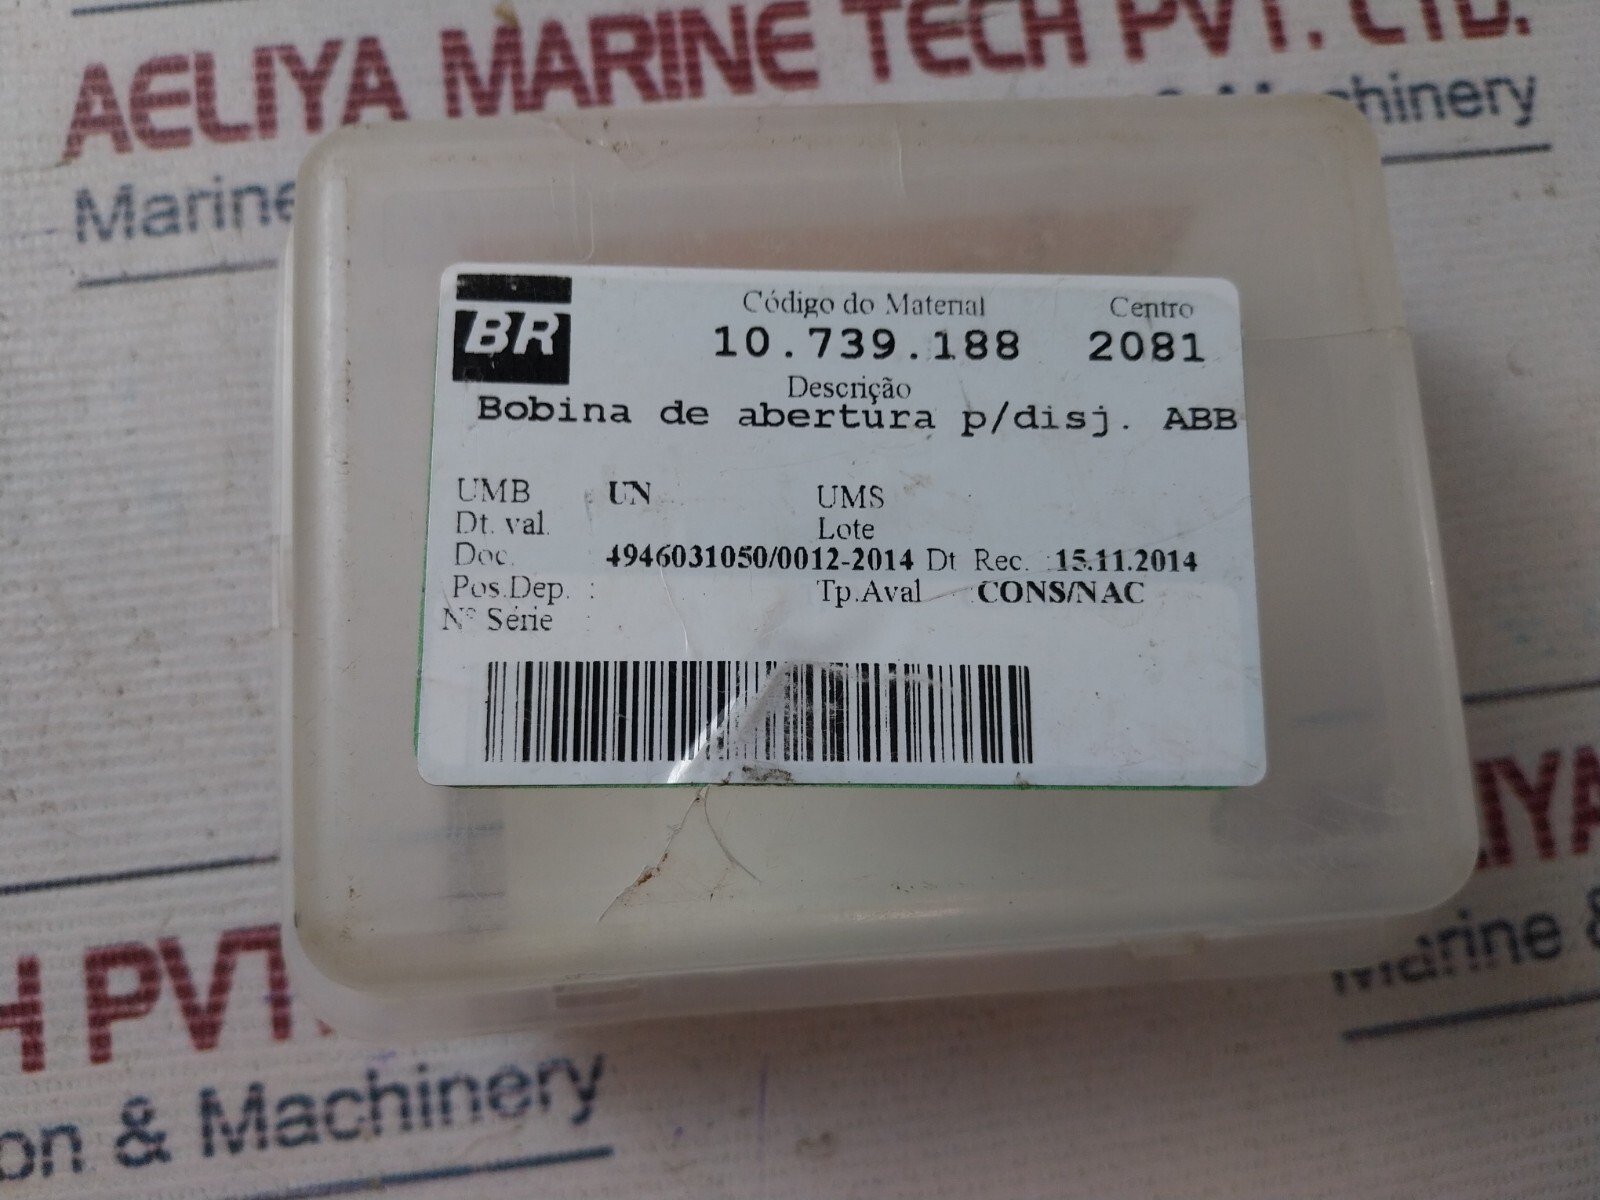 AELIYA MARINE TECH PVT. LTD.
Marine
& Machinery
BR
Código do Material
Centro
10.739.188
2081
Descrição
Bobina de abertura p/disj. ABB
UMB UN UMS
Dt. val. Lote
Doc. 4946031050/0012-2014 Dt Rec. :15.11.2014
Pos.Dep. : Tp.Aval :CONS/NAC
N° Série :
LIYA
H PVT.
Marine &
on & Machinery